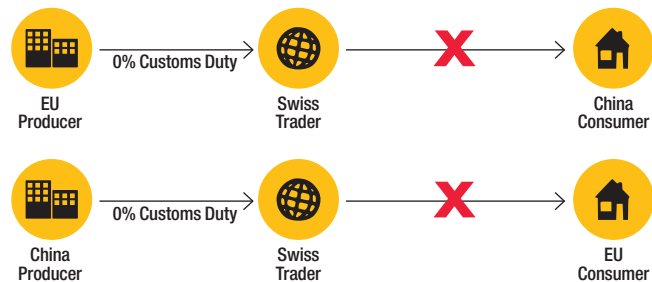 0% Customs Duty
EU
Producer
Swiss
Trader
China
Consumer
0% Customs Duty
China
Producer
Swiss
Trader
EU
Consumer